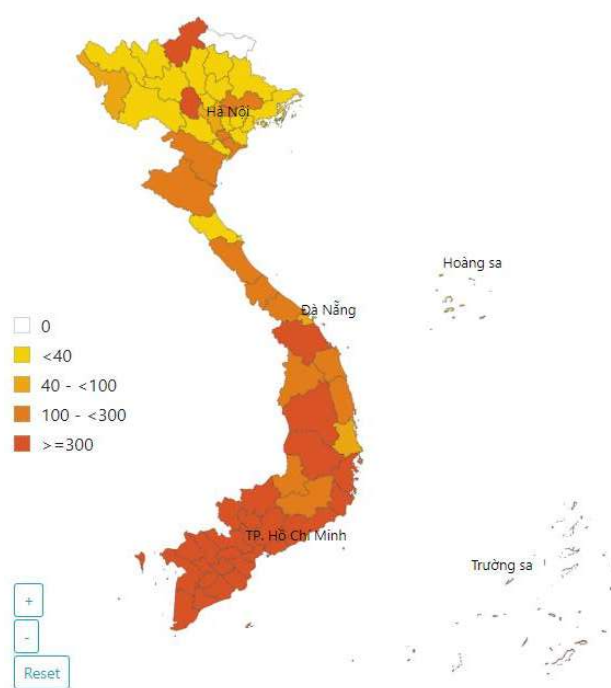 Hà Nội
Hoàng sa
Đà Nẵng
0
<40
40 - <100
100 - <300
>=300
TP. Hồ Chí Minh
Trường sa
+
-
Reset